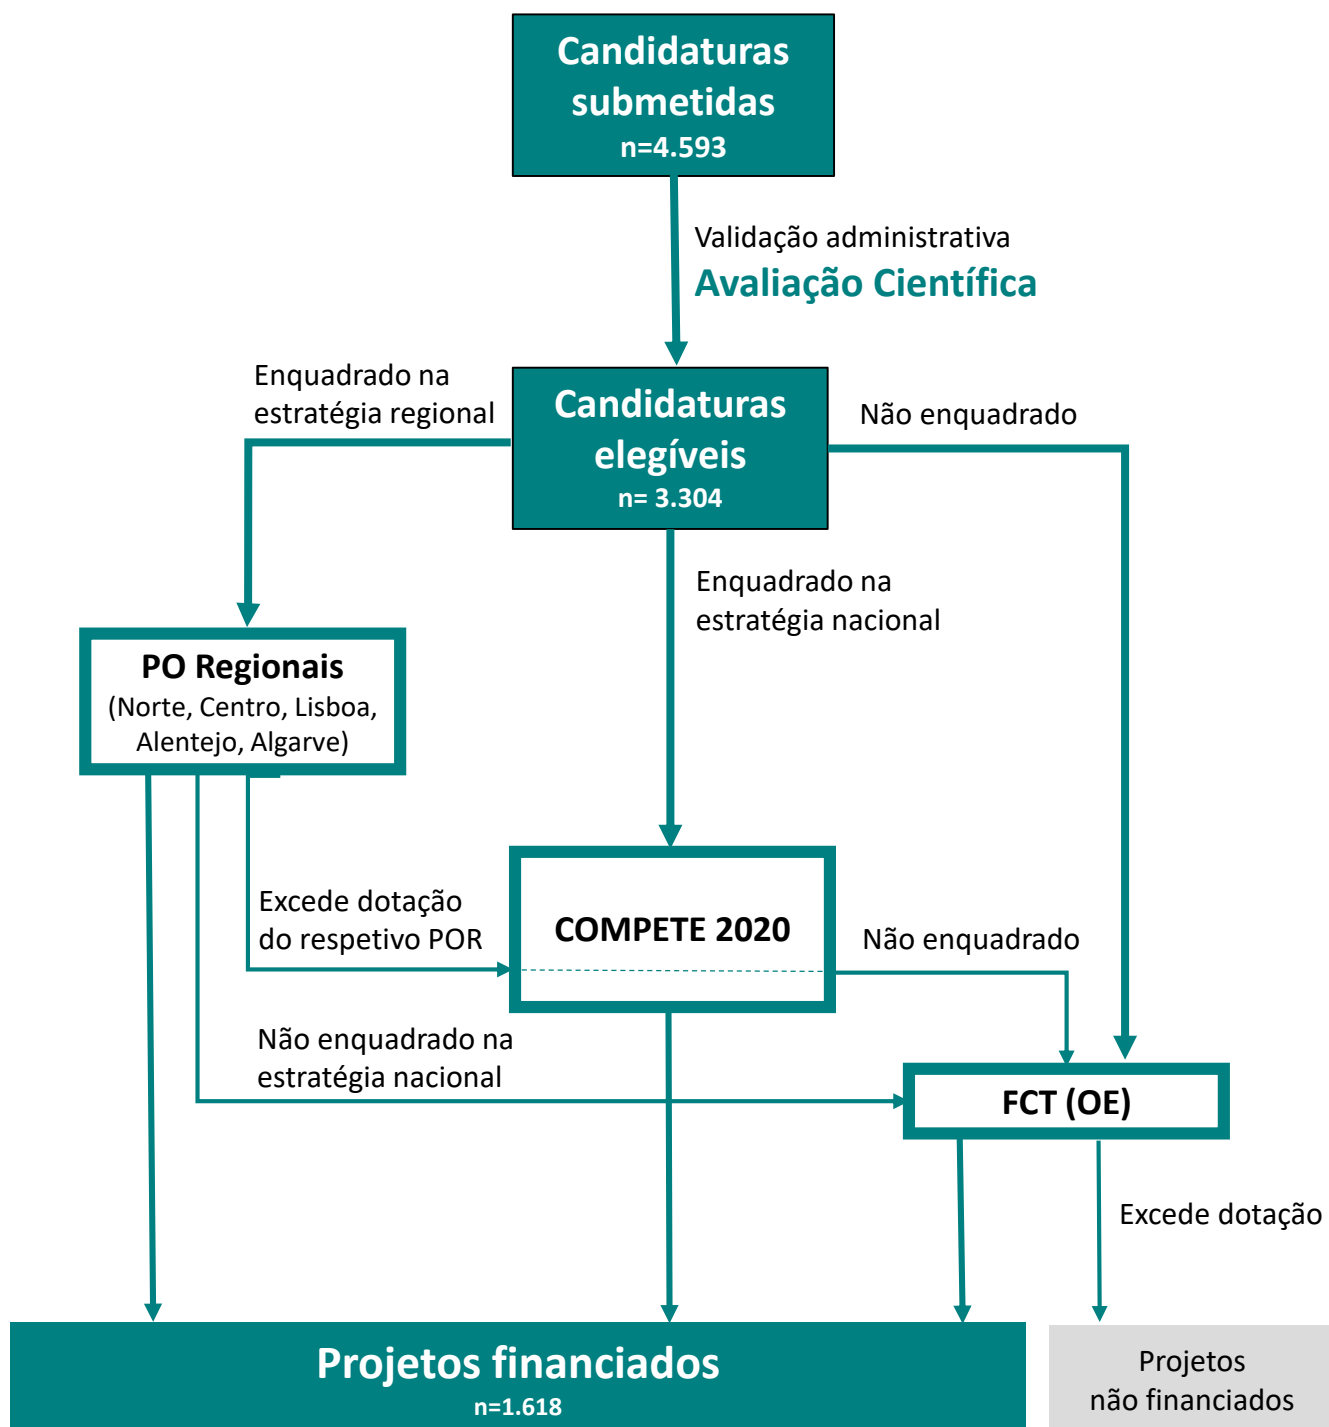 Candidaturas
submetidas
n=4.593
Validação administrativa
Avaliação Científica
Enquadrado na
estratégia regional
Candidaturas
elegíveis
n= 3.304
Não enquadrado
Enquadrado na
estratégia nacional
PO Regionais
(Norte, Centro, Lisboa,
Alentejo, Algarve)
Excede dotação
do respetivo POR
COMPETE 2020
Não enquadrado
Não enquadrado na
estratégia nacional
FCT (OE)
Excede dotação
Projetos financiados
n=1.618
Projetos
não financiados